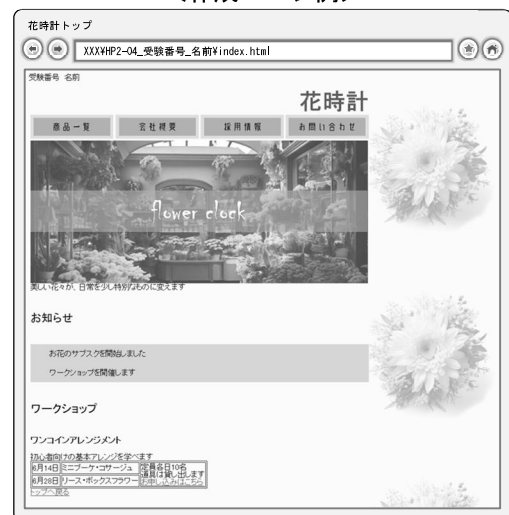 花時計トップ
XXX¥HP2-04_受験番号_名前¥index.html
受験番号 名前
花時計
商品一覧 会社概要 採用情報 お問い合わせ
flower clock
美しい花々が、日常を少し特別なものに変えます
お知らせ
お花のサブスクを開始しました
ワークショップを開催します
ワークショップ
ワンコインアレンジメント
初心者向けの基本アレンジを学べます
6月14日 ミニブーケ・コサージュ 定員各日10名
道具は貸し出します
6月28日 リース・ボックスフラワー お申し込みはこちら
トップへ戻る